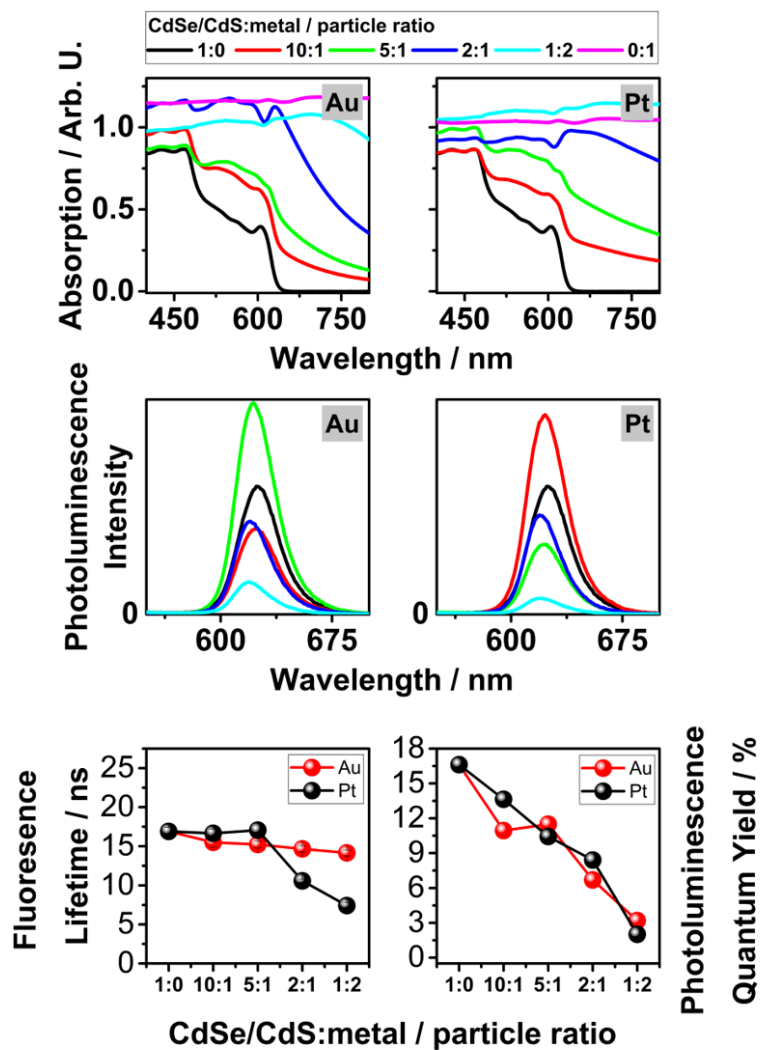 CdSe/CdS:metal / particle ratio
1:0 10:1 5:1 2:1 1:2 0:1
Absorption / Arb. U.
1.0
0.5
0.0
Au
450 600 750
Wavelength / nm
Pt
450 600 750
Photoluminescence
Intensity
0
Au
600 675
0
Pt
600 675
Wavelength / nm
Fluoresence
Lifetime / ns
25
20
15
10
5
0
Au
Pt
1:0 10:1 5:1 2:1 1:2
18
15
12
9
6
3
0
Au
Pt
1:0 10:1 5:1 2:1 1:2
Photoluminescence
Quantum Yield / %
CdSe/CdS:metal / particle ratio